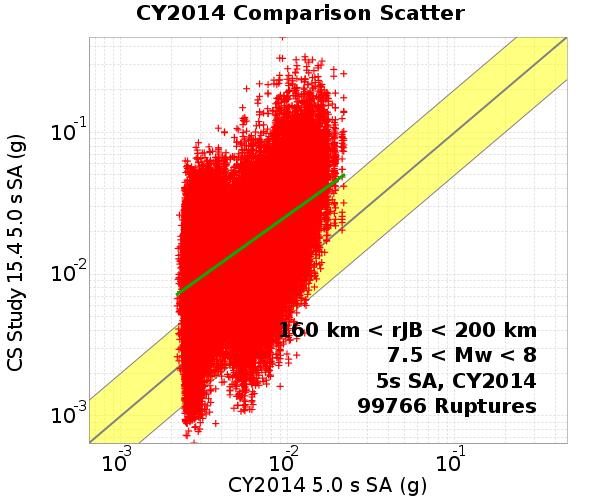 CY2014 Comparison Scatter
CS Study 15.4 5.0 s SA (g)
10-1
10-2
10-3
160 km < rJB < 200 km
7.5 < Mw < 8
5s SA, CY2014
99766 Ruptures
10-3 10-2 10-1
CY2014 5.0 s SA (g)